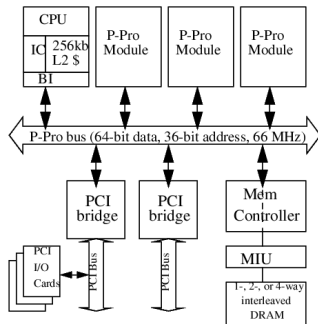 CPU
IC 256kb
L2 $
BI
P-Pro
Module
P-Pro
Module
P-Pro
Module
P-Pro bus (64-bit data, 36-bit address, 66 MHz)
PCI
bridge
PCI
bridge
Mem
Controller
PCI
I/O
Cards
PCI Bus
PCI Bus
MIU
1-, 2-, or 4-way
interleaved
DRAM